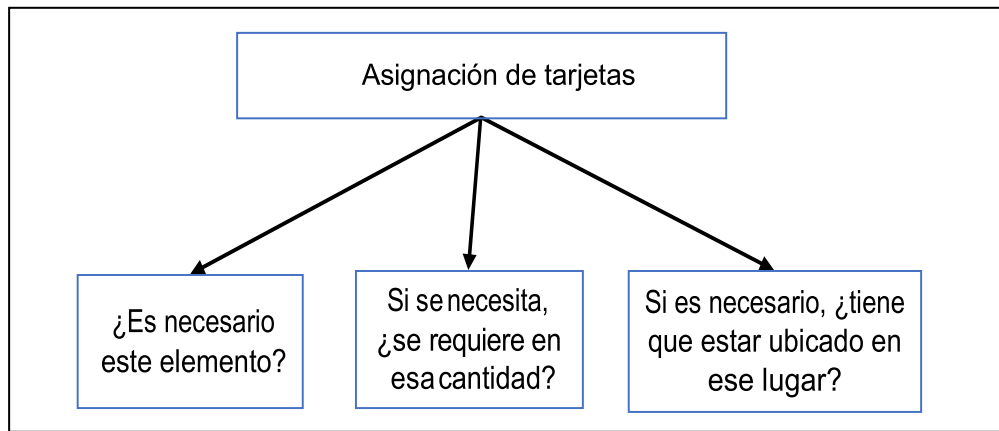 Asignación de tarjetas
¿Es necesario
este elemento?
Si se necesita,
¿se requiere en
esa cantidad?
Si es necesario, ¿tiene
que estar ubicado en
ese lugar?